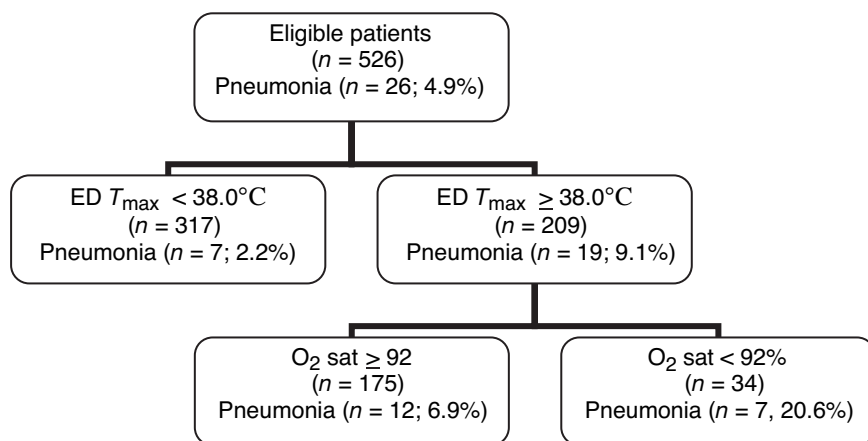 Eligible patients
(n = 526)
Pneumonia (n = 26; 4.9%)
ED Tmax < 38.0°C
(n = 317)
Pneumonia (n = 7; 2.2%)
ED Tmax ≥ 38.0°C
(n = 209)
Pneumonia (n = 19; 9.1%)
O2 sat ≥ 92
(n = 175)
Pneumonia (n = 12; 6.9%)
O2 sat < 92%
(n = 34)
Pneumonia (n = 7, 20.6%)